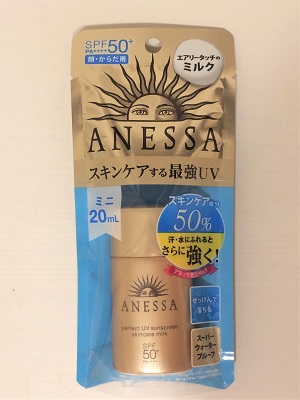 SPF50+
PA++++
顔・からだ用
エアリータッチの
ミルク
ANESSA
スキンケアする最強UV
ミニ
20mL
スキンケア成分
50%
汗・水にふれると
さらに強く!
ANESSA
perfect UV sunscreen
skincare milk
SPF
50+
PA++++
せっけんで
落ちる
スーパー
ウォーター
プルーフ